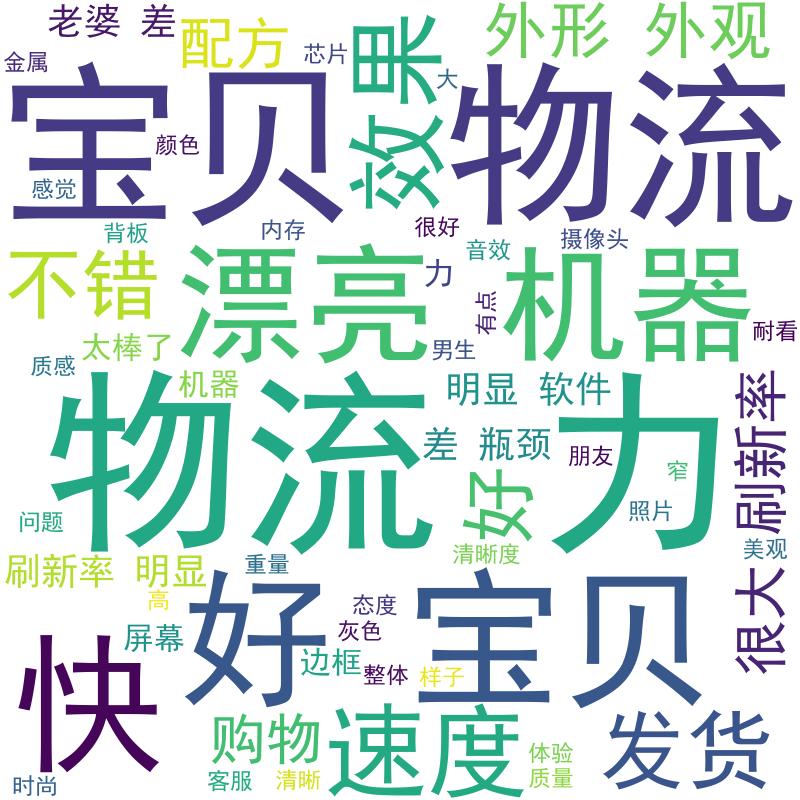 老婆 差
配方
芯片
效果
外形 外观
金属
大
宝贝 物流
颜色
感觉
背板
内存
很好
音效
摄像头
不错
漂亮
力
有点
机器
耐看
太棒了
男生
质感
机器
明显 软件
刷新率
物流 力
差 瓶颈
朋友
窄
好
照片
问题
美观
清晰度
刷新率 明显
重量
高
好
态度
宝贝
很大
快
屏幕
灰色
边框
整体
样子
购物
速度
发货
体验
时尚
客服
清晰
质量